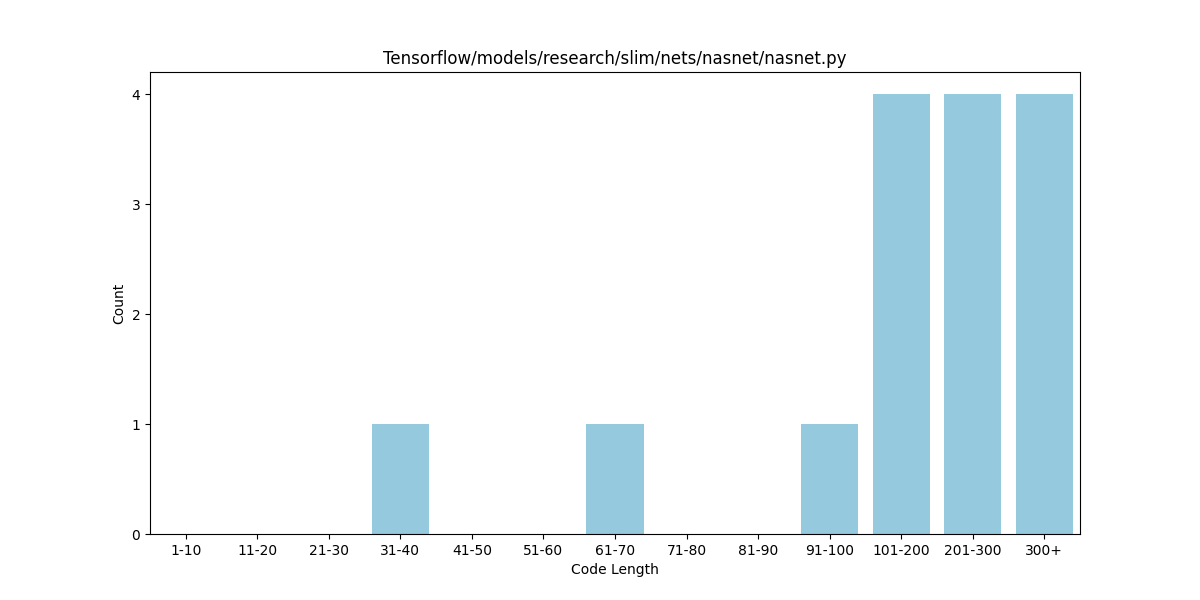 Tensorflow/models/research/slim/nets/nasnet/nasnet.py
4
3
2
1
0
Count
1-10 11-20 21-30 31-40 41-50 51-60 61-70 71-80 81-90 91-100 101-200 201-300 300+
Code Length